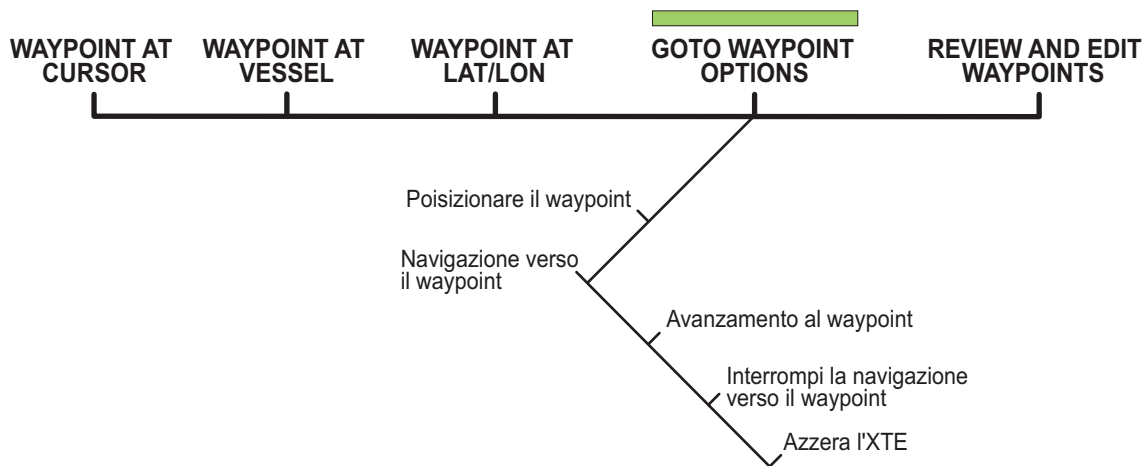 WAYPOINT AT
CURSOR
WAYPOINT AT
VESSEL
WAYPOINT AT
LAT/LON
GOTO WAYPOINT
OPTIONS
REVIEW AND EDIT
WAYPOINTS
Poisizionare il waypoint
Navigazione verso
il waypoint
Avanzamento al waypoint
Interrompi la navigazione
verso il waypoint
Azzera l'XTE